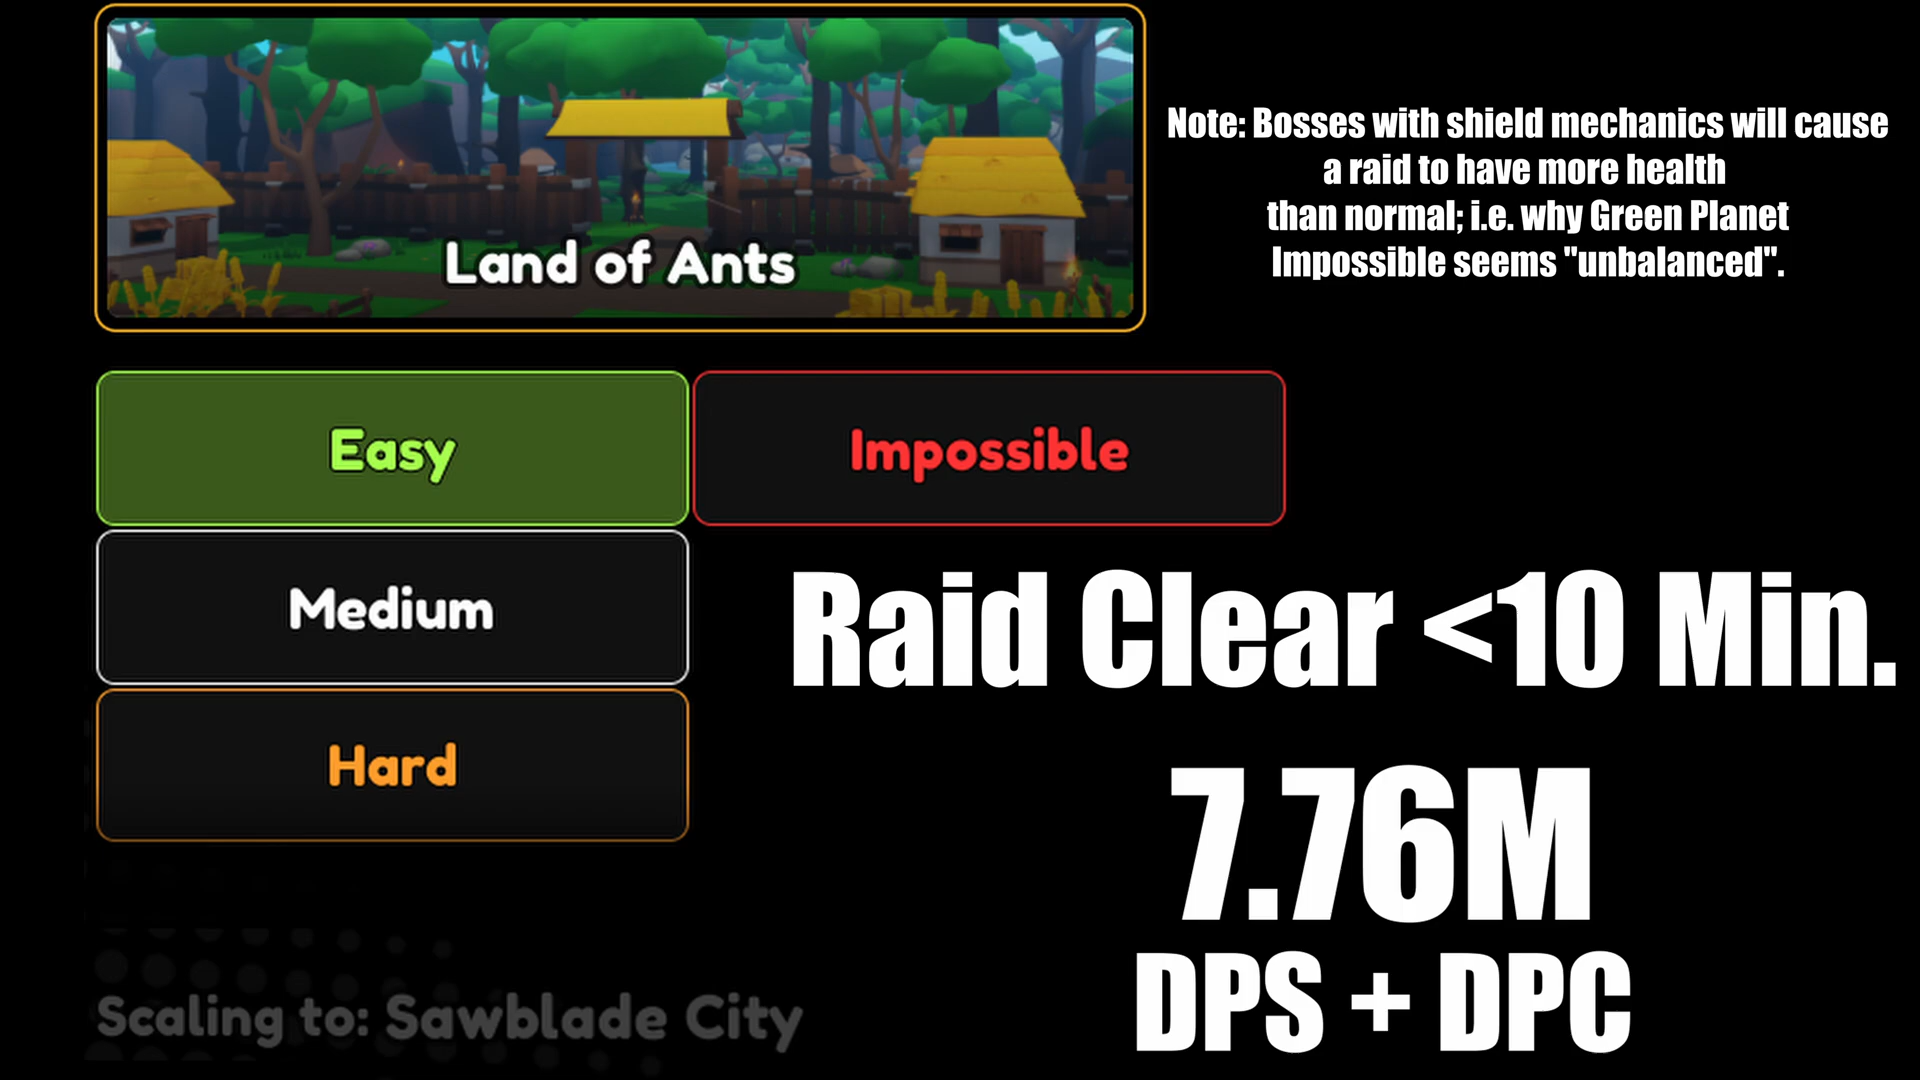 Land of Ants
Note: Bosses with shield mechanics will cause
a raid to have more health
than normal; i.e. why Green Planet
Impossible seems "unbalanced".
Easy
Impossible
Medium
Hard
Raid Clear <10 Min.
7.76M
DPS + DPC
Scaling to: Sawblade City